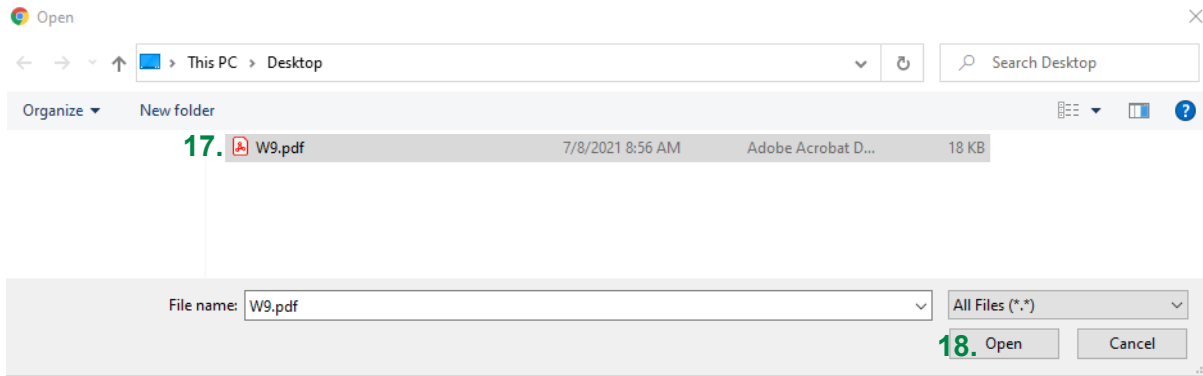 Open
This PC > Desktop
Search Desktop
Organize
New folder
17. W9.pdf 7/8/2021 8:56 AM Adobe Acrobat D... 18 KB
File name: W9.pdf
All Files (*.*)
18. Open
Cancel